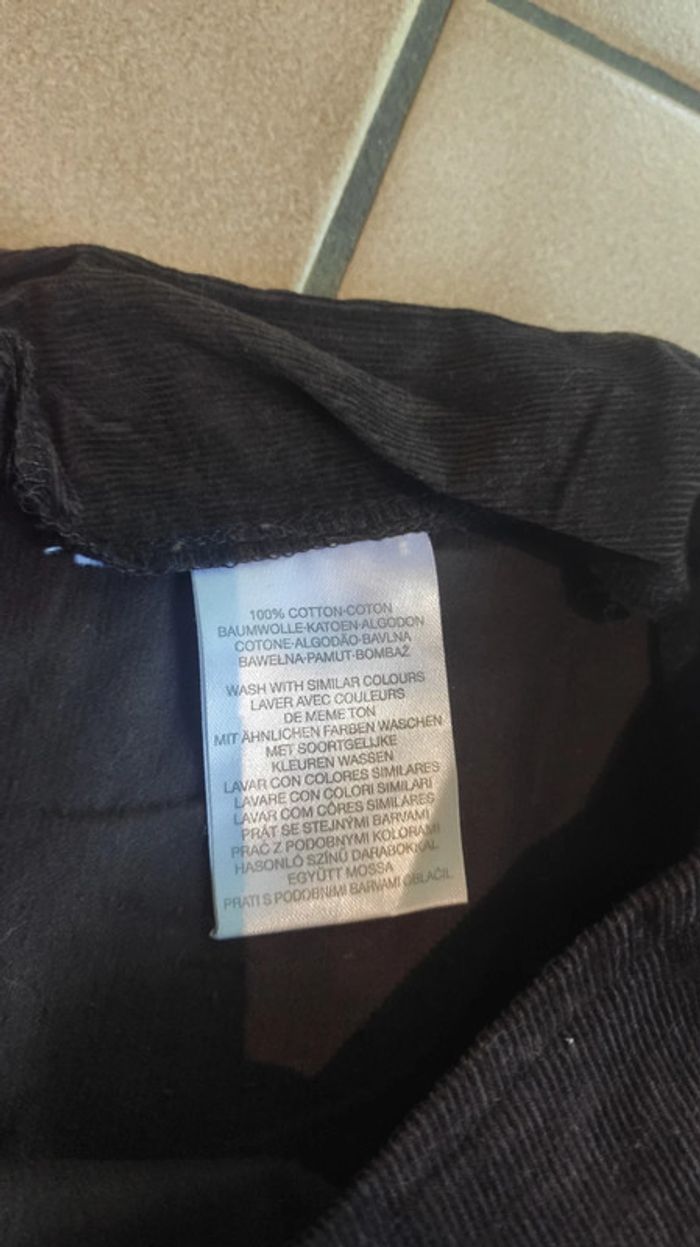 100% COTTON-COTON
BAUMWOLLE-KATOEN-ALGODON
COTONE-ALGODÃO-BAVLNA
BAWEŁNA-PAMUT-BOMBAŽ
WASH WITH SIMILAR COLOURS
LAVER AVEC COULEURS
DE MEME TON
MIT ÄHNLICHEN FARBEN WASCHEN
MET SOORTGELIJKE
KLEUREN WASSEN
LAVAR CON COLORES SIMILARES
LAVARE CON COLORI SIMILARI
LAVAR COM CÔRES SIMILARES
PRÁT SE STEJNÝMI BARVAMI
PRAĆ Z PODOBNYMI KOLORAMI
HASONLÓ SZÍNŰ DARABOKKAL
EGYÜTT MOSSA
PRATI S PODOBNIMI BARVAMI OBLAČIL